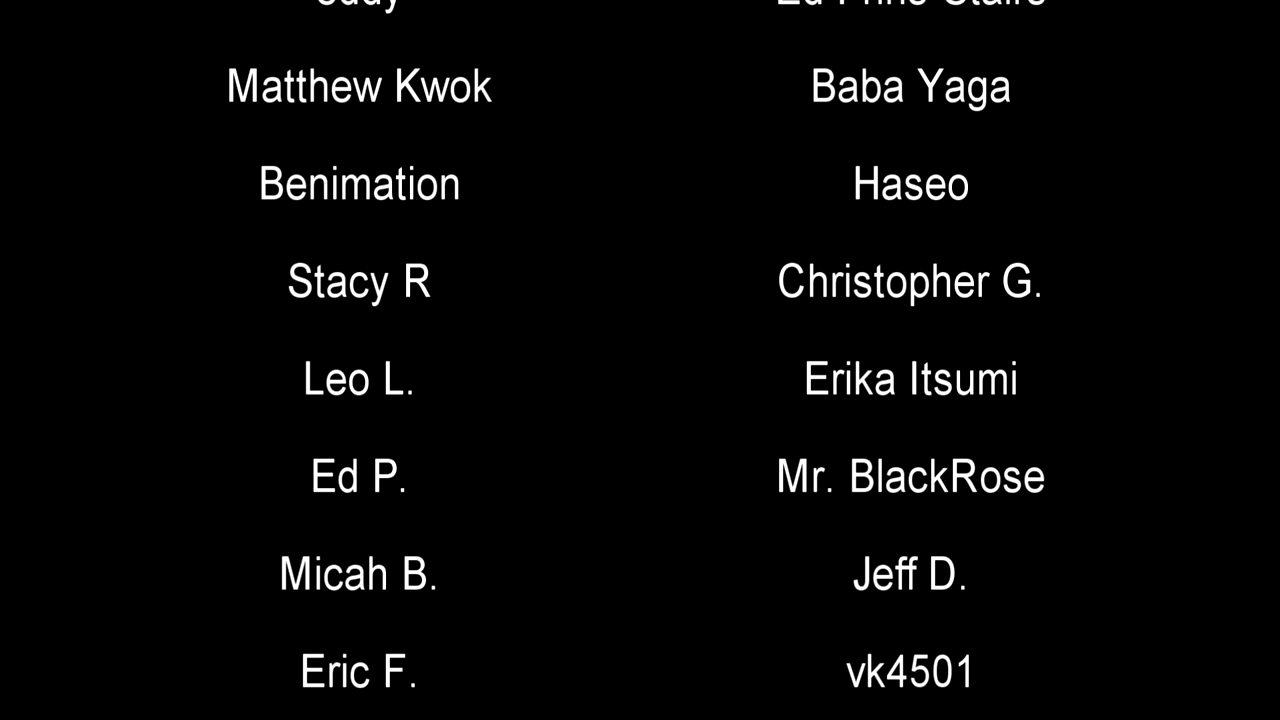 Matthew Kwok Baba Yaga
Benimation Haseo
Stacy R Christopher G.
Leo L. Erika Itsumi
Ed P. Mr. BlackRose
Micah B. Jeff D.
Eric F. vk4501